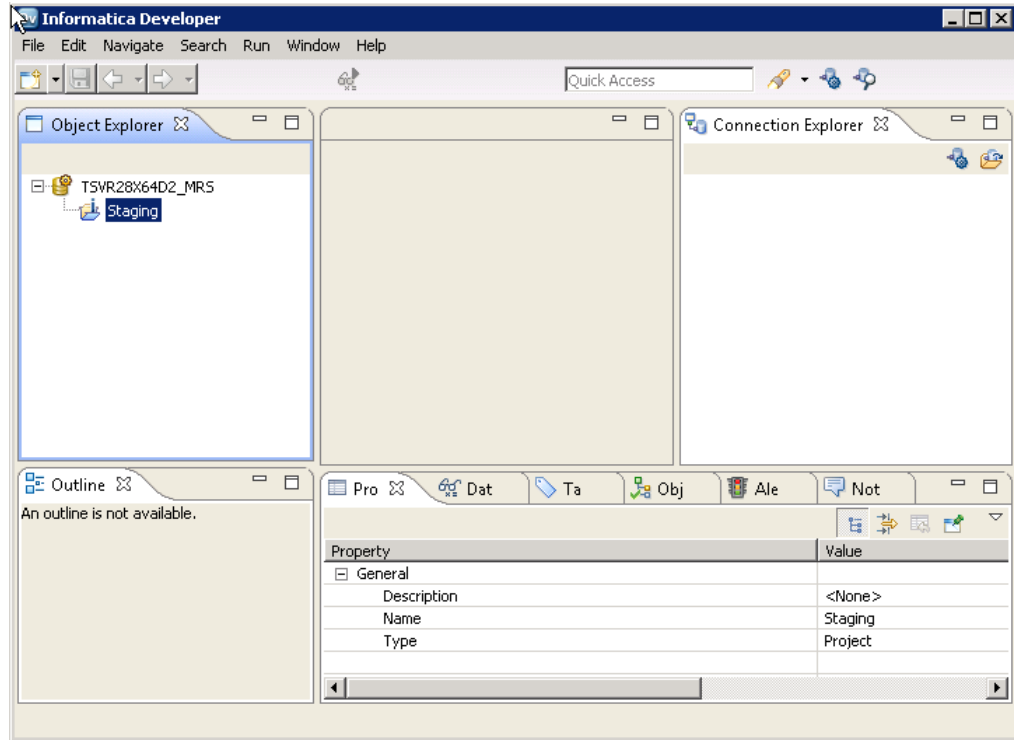 Informatica Developer
File Edit Navigate Search Run Window Help
Quick Access
Object Explorer
Connection Explorer
TSVR28X64D2_MRS
Staging
Outline
An outline is not available.
Pro Dat Ta Obj Ale Not
Property Value
General
Description <None>
Name Staging
Type Project